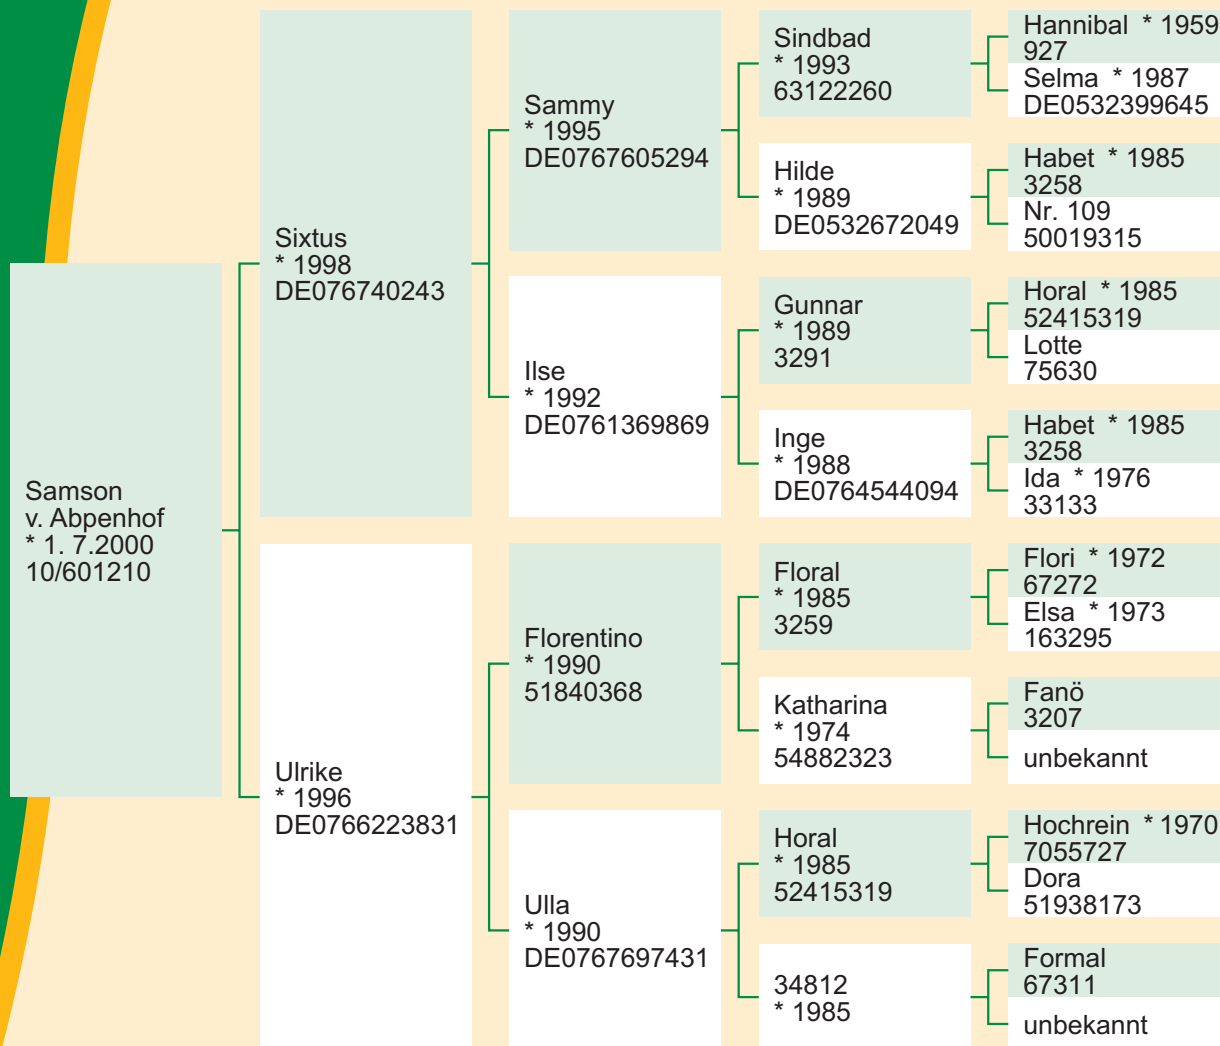 Samson
v. Abpenhof
* 1. 7.2000
10/601210
Sixtus
* 1998
DE076740243
Ulrike
* 1996
DE0766223831
Sammy
* 1995
DE0767605294
Ilse
* 1992
DE0761369869
Florentino
* 1990
51840368
Ulla
* 1990
DE0767697431
Sindbad
* 1993
63122260
Hilde
* 1989
DE0532672049
Gunnar
* 1989
3291
Inge
* 1988
DE0764544094
Floral
* 1985
3259
Katharina
* 1974
54882323
Horal
* 1985
52415319
34812
* 1985
Hannibal * 1959
927
Selma * 1987
DE0532399645
Habet * 1985
3258
Nr. 109
50019315
Horal * 1985
52415319
Lotte
75630
Habet * 1985
3258
Ida * 1976
33133
Flori * 1972
67272
Elsa * 1973
163295
Fanö
3207
unbekannt
Hochrein * 1970
7055727
Dora
51938173
Formal
67311
unbekannt